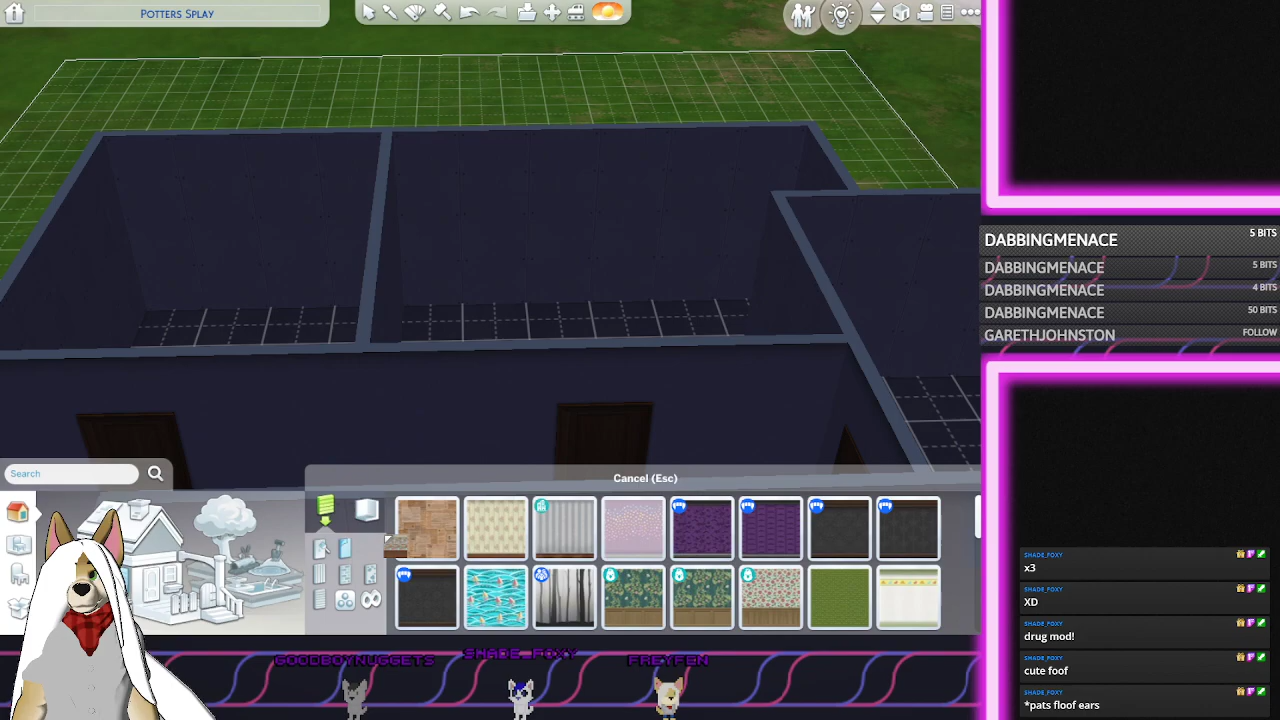 Potters Splay
DABBINGMENACE 5 BITS
DABBINGMENACE 5 BITS
DABBINGMENACE 4 BITS
DABBINGMENACE 50 BITS
GARETHJOHNSTON FOLLOW
Search
Cancel (Esc)
SHADE_FOXY
x3
SHADE_FOXY
XD
SHADE_FOXY
drug mod!
SHADE_FOXY
cute foof
SHADE_FOXY
*pats floof ears
GOODBOYNUGGETS
SHADE_FOXY
FREYFEN